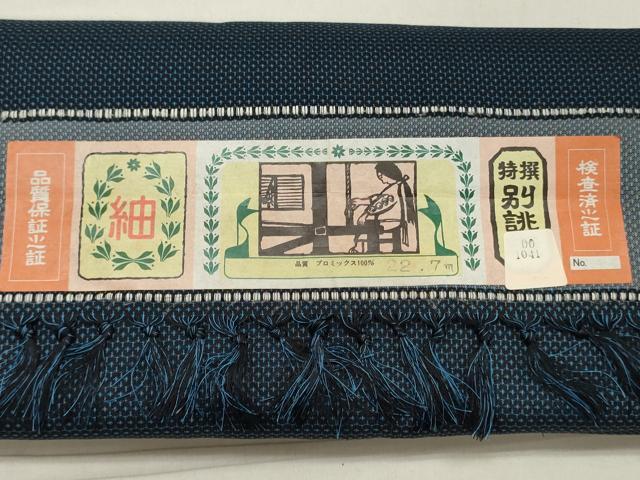 品質保証之証
紬
品質 プロミックス100% 22.7m
特撰
別誂
00
1041
検査済之証
No.